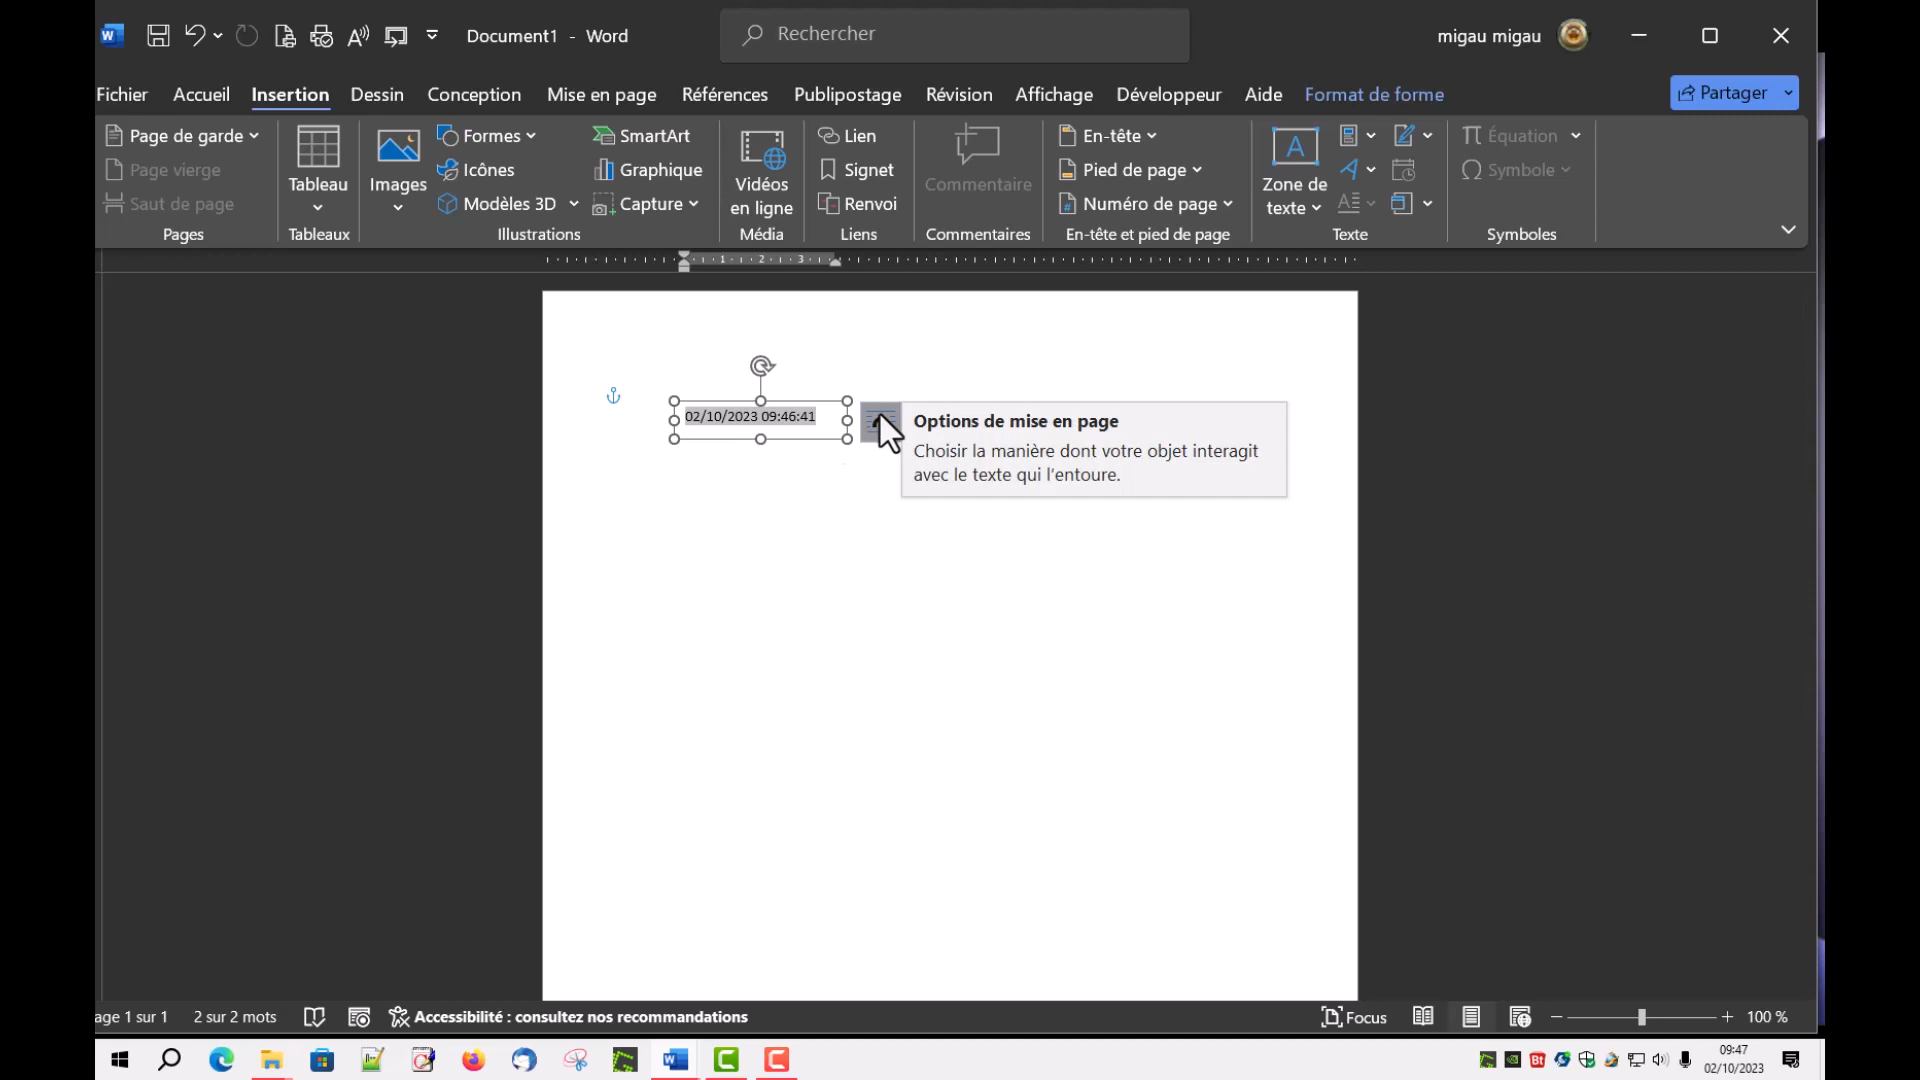 Document1 - Word
Rechercher
migau migau
Fichier Accueil Insertion Dessin Conception Mise en page Références Publipostage Révision Affichage Développeur Aide Format de forme
Partager
Page de garde
Page vierge
Saut de page
Pages
Tableau
Tableaux
Images
Formes
Icônes
Modèles 3D
SmartArt
Graphique
Capture
Illustrations
Vidéos
en ligne
Média
Lien
Signet
Renvoi
Liens
Commentaire
Commentaires
En-tête
Pied de page
Numéro de page
En-tête et pied de page
Zone de
texte
Texte
Équation
Symbole
Symboles
1 2 3
02/10/2023 09:46:41
Options de mise en page
Choisir la manière dont votre objet interagit
avec le texte qui l'entoure.
age 1 sur 1 2 sur 2 mots Accessibilité : consultez nos recommandations
Focus
100 %
09:47
02/10/2023